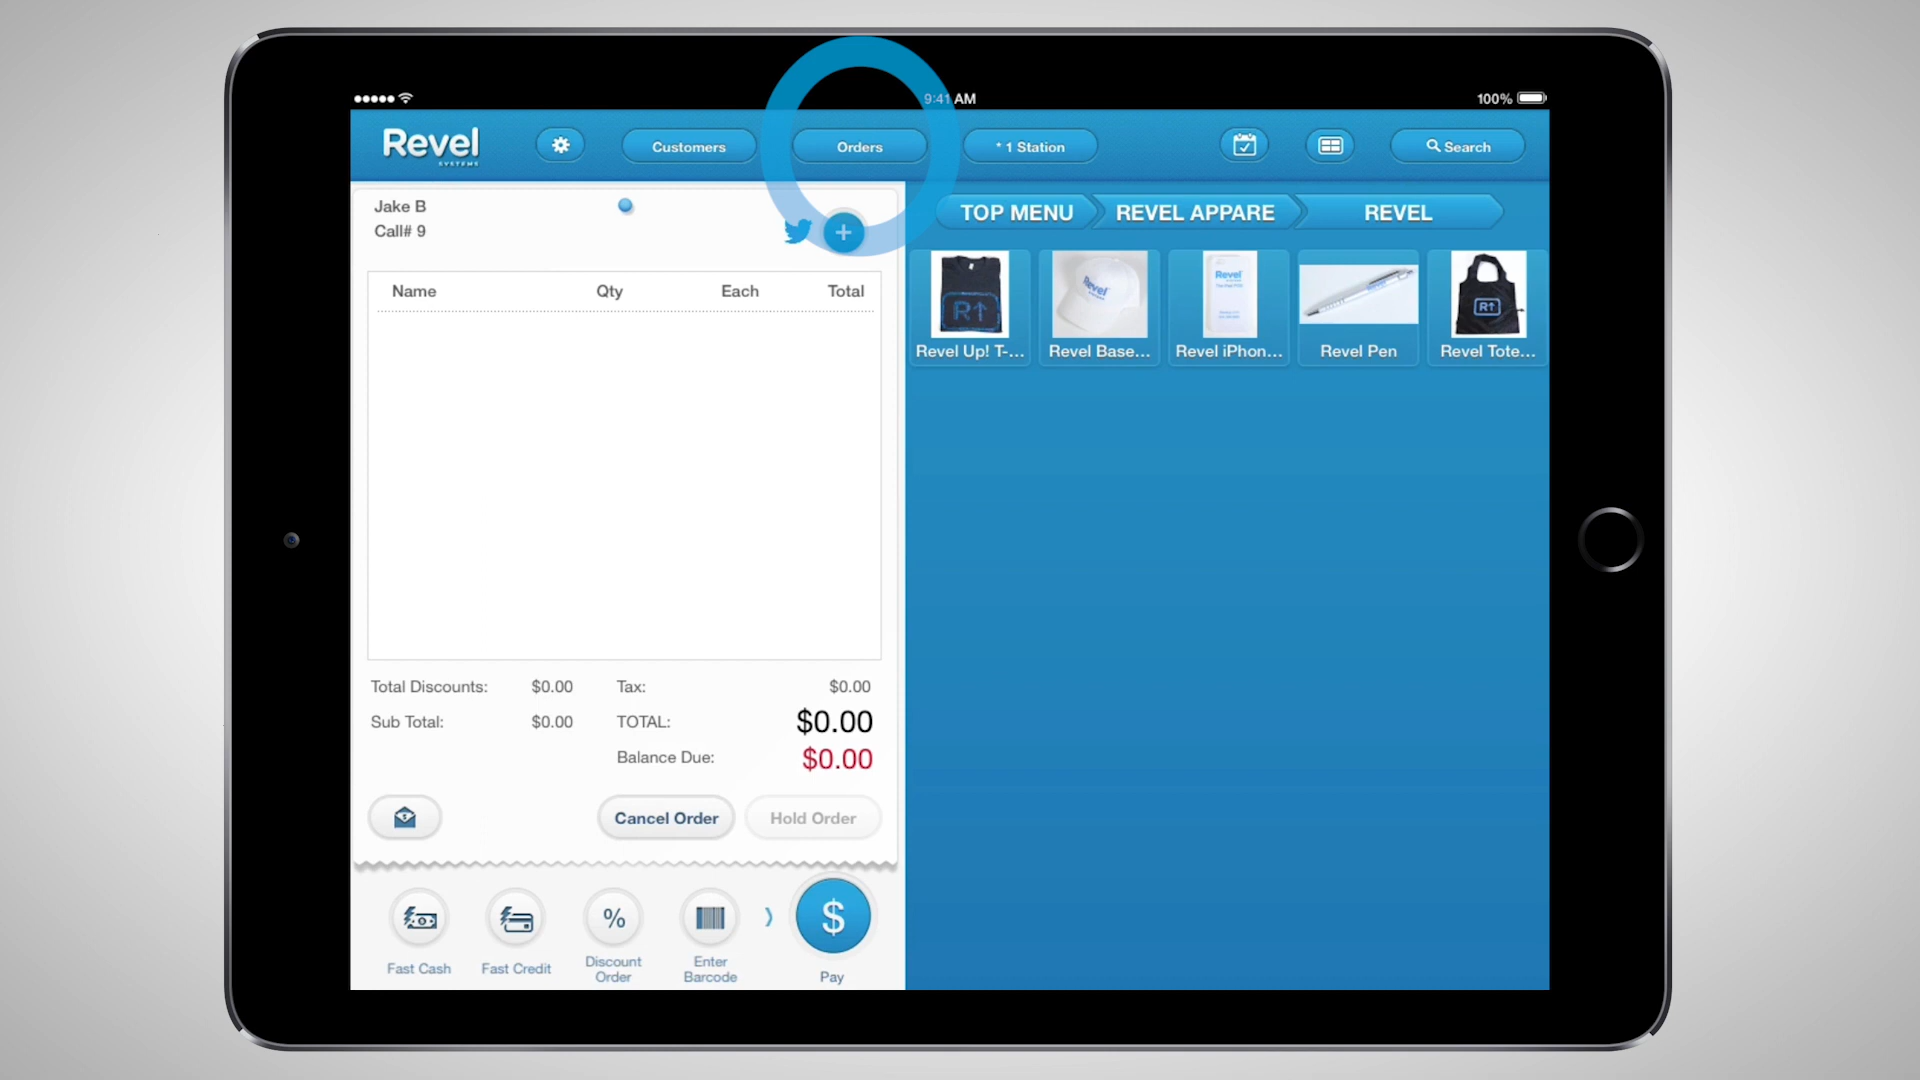 9:41 AM
100%
Revel
SYSTEMS
Customers
Orders
* 1 Station
Search
Jake B
Call# 9
TOP MENU
REVEL APPARE
REVEL
Name Qty Each Total
Revel Up! T-...
Revel Base...
Revel iPhon...
Revel Pen
Revel Tote...
Total Discounts: $0.00 Tax: $0.00
Sub Total: $0.00 TOTAL: $0.00
Balance Due: $0.00
Cancel Order
Hold Order
Fast Cash
Fast Credit
%
Discount
Order
Enter
Barcode
$
Pay